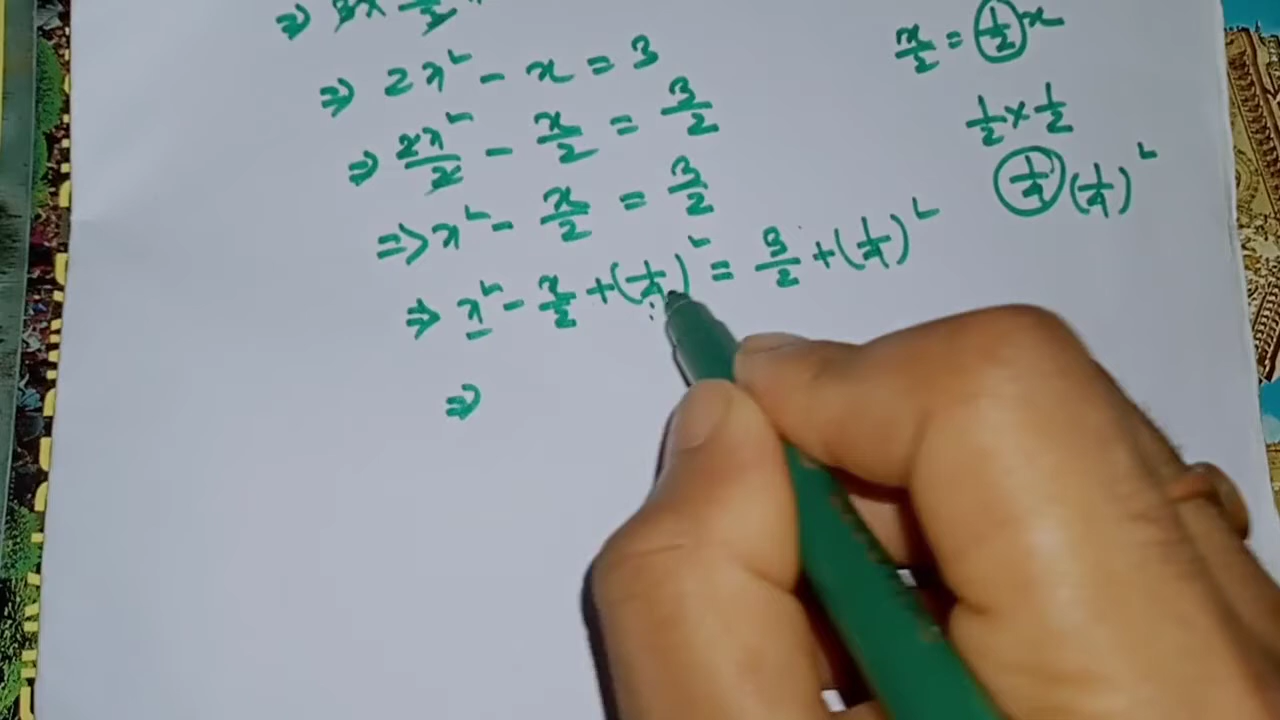 ⇒ 2x² - x = 3
⇒ 2x²/2 - x/2 = 3/2
⇒ x² - x/2 = 3/2
⇒ x² - x/2 + (1/4)² = 3/2 + (1/4)²
⇒
x/2 = 1/2 x
1/2 × 1/2
1/4 (1/4)²